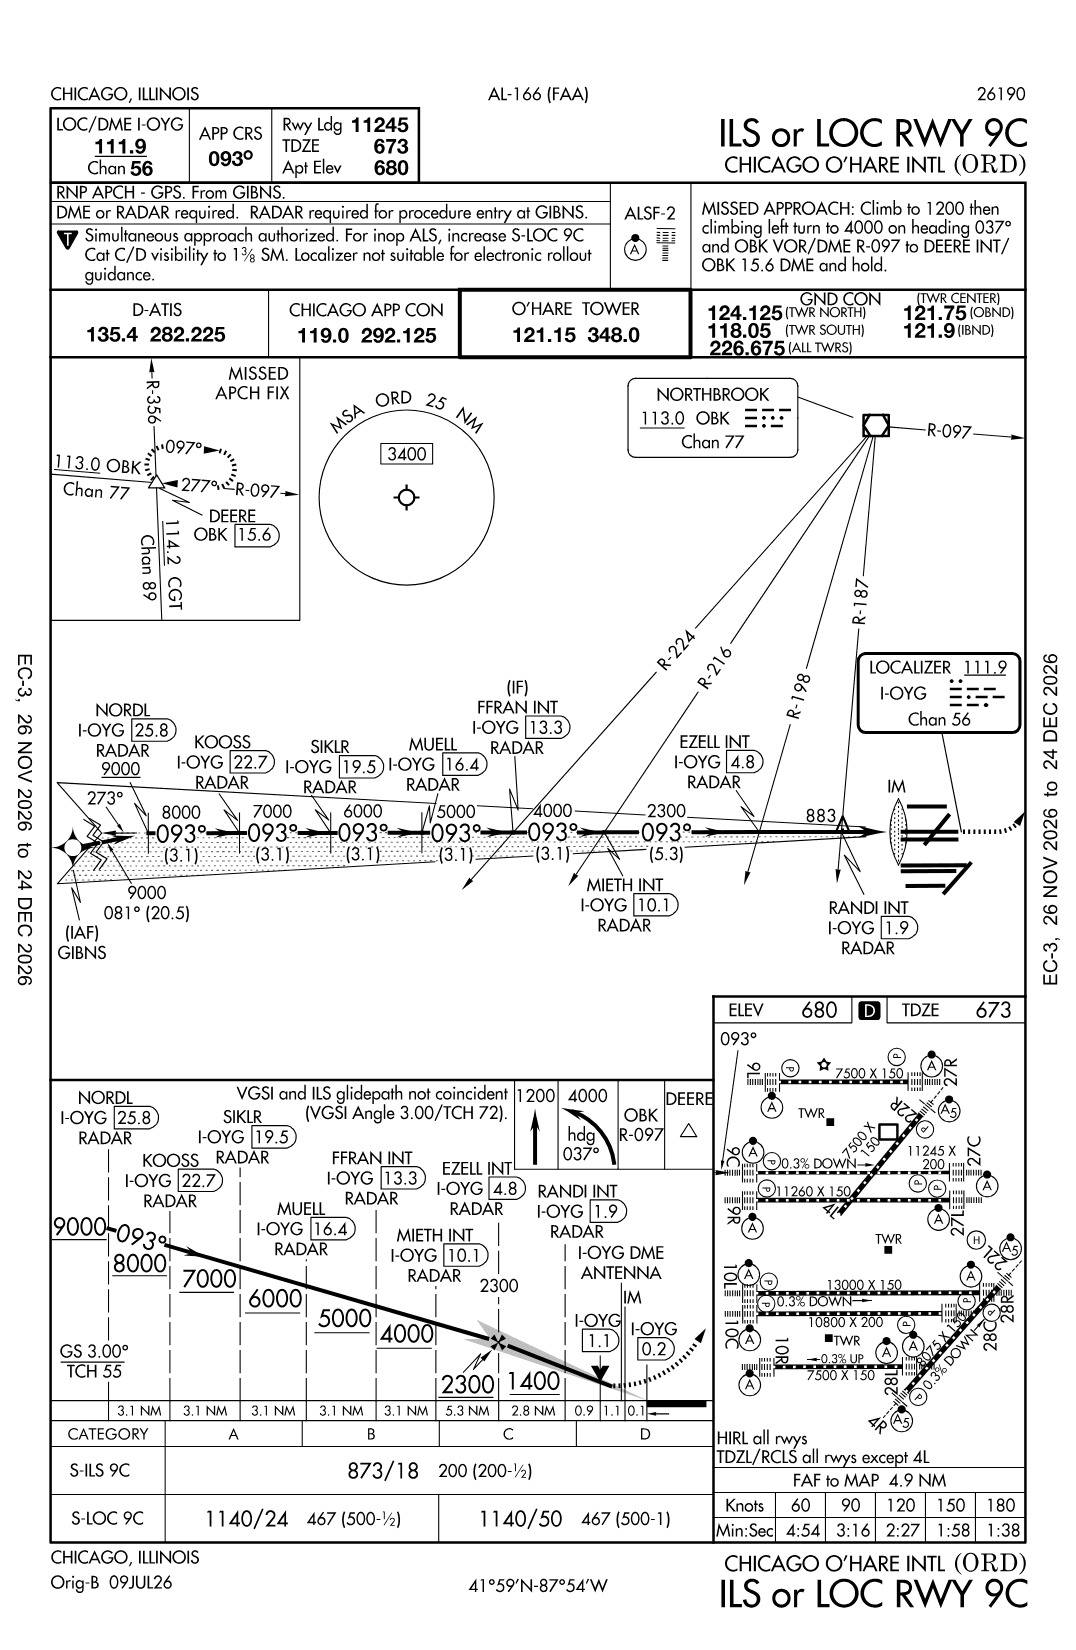 CHICAGO, ILLINOIS
AL-166 (FAA)
26190
LOC/DME I-OYG
111.9
Chan 56
APP CRS
093°
Rwy Ldg 11245
TDZE 673
Apt Elev 680
ILS or LOC RWY 9C
CHICAGO O'HARE INTL (ORD)
RNP APCH - GPS. From GIBNS.
DME or RADAR required. RADAR required for procedure entry at GIBNS.
T
Simultaneous approach authorized. For inop ALS, increase S-LOC 9C
Cat C/D visibility to 1⅜ SM. Localizer not suitable for electronic rollout
guidance.
ALSF-2
A
MISSED APPROACH: Climb to 1200 then
climbing left turn to 4000 on heading 037°
and OBK VOR/DME R-097 to DEERE INT/
OBK 15.6 DME and hold.
D-ATIS
135.4 282.225
CHICAGO APP CON
119.0 292.125
O'HARE TOWER
121.15 348.0
GND CON
124.125 (TWR NORTH)
118.05 (TWR SOUTH)
226.675 (ALL TWRS)
(TWR CENTER)
121.75 (OBND)
121.9 (IBND)
MISSED
APCH FIX
R-356
097°
113.0 OBK
Chan 77
277°
R-097
DEERE
OBK 15.6
114.2 CGT
Chan 89
MSA ORD 25 NM
3400
NORTHBROOK
113.0 OBK
Chan 77
R-097
R-224
R-216
R-198
R-187
LOCALIZER 111.9
I-OYG
Chan 56
NORDL
I-OYG 25.8
RADAR
9000
KOOSS
I-OYG 22.7
RADAR
SIKLR
I-OYG 19.5
RADAR
MUELL
I-OYG 16.4
RADAR
(IF)
FFRAN INT
I-OYG 13.3
RADAR
EZELL INT
I-OYG 4.8
RADAR
IM
273°
8000
093°
(3.1)
7000
093°
(3.1)
6000
093°
(3.1)
5000
093°
(3.1)
4000
093°
(3.1)
2300
093°
(5.3)
883
9000
081° (20.5)
(IAF)
GIBNS
MIETH INT
I-OYG 10.1
RADAR
RANDI INT
I-OYG 1.9
RADAR
EC-3, 26 NOV 2026 to 24 DEC 2026
EC-3, 26 NOV 2026 to 24 DEC 2026
ELEV 680
D
TDZE 673
093°
9L
7500 X 150
27R
P
P
A
A
TWR
22R
A5
7500 X
150
P
9C
A
P
0.3% DOWN
11245 X
200
27C
A
P
P
11260 X 150
P
9R
A
4L
A
27L
TWR
H
22L
A5
10L
A
P
13000 X 150
A
28R
0.3% DOWN
P
P
P
10800 X 200
10C
A
P
28C
TWR
10R
A
0.3% UP
7500 X 150
A
A
28L
8075 X 150
0.3% DOWN
P
4R
A5
HIRL all rwys
TDZL/RCLS all rwys except 4L
FAF to MAP 4.9 NM
Knots 60 90 120 150 180
Min:Sec 4:54 3:16 2:27 1:58 1:38
VGSI and ILS glidepath not coincident
(VGSI Angle 3.00/TCH 72).
1200
4000
hdg
037°
OBK
R-097
DEERE
NORDL
I-OYG 25.8
RADAR
KOOSS
I-OYG 22.7
RADAR
SIKLR
I-OYG 19.5
RADAR
MUELL
I-OYG 16.4
RADAR
FFRAN INT
I-OYG 13.3
RADAR
MIETH INT
I-OYG 10.1
RADAR
EZELL INT
I-OYG 4.8
RADAR
RANDI INT
I-OYG 1.9
RADAR
I-OYG DME
ANTENNA
IM
2300
9000
093°
8000
7000
6000
5000
4000
2300
1400
I-OYG
1.1
I-OYG
0.2
GS 3.00°
TCH 55
3.1 NM 3.1 NM 3.1 NM 3.1 NM 3.1 NM 5.3 NM 2.8 NM 0.9 1.1 0.1
CATEGORY A B C D
S-ILS 9C 873/18 200 (200-½)
S-LOC 9C 1140/24 467 (500-½) 1140/50 467 (500-1)
CHICAGO, ILLINOIS
Orig-B 09JUL26
41°59'N-87°54'W
CHICAGO O'HARE INTL (ORD)
ILS or LOC RWY 9C